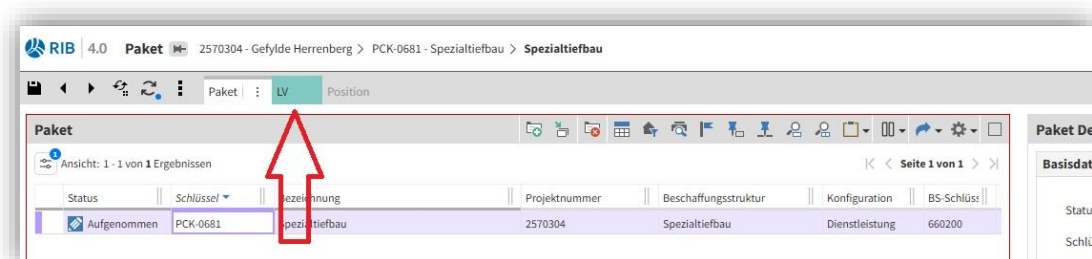 RIB 4.0 Paket 2570304 - Gefylde Herrenberg > PCK-0681 - Spezialtiefbau > Spezialtiefbau
Paket LV Position
Paket
Paket De
1
Ansicht: 1 - 1 von 1 Ergebnissen
Seite 1 von 1
Basisdat
Status Schlüssel Bezeichnung Projektnummer Beschaffungsstruktur Konfiguration BS-Schlüss
Aufgenommen PCK-0681 Spezialtiefbau 2570304 Spezialtiefbau Dienstleistung 660200
Statu
Schlü